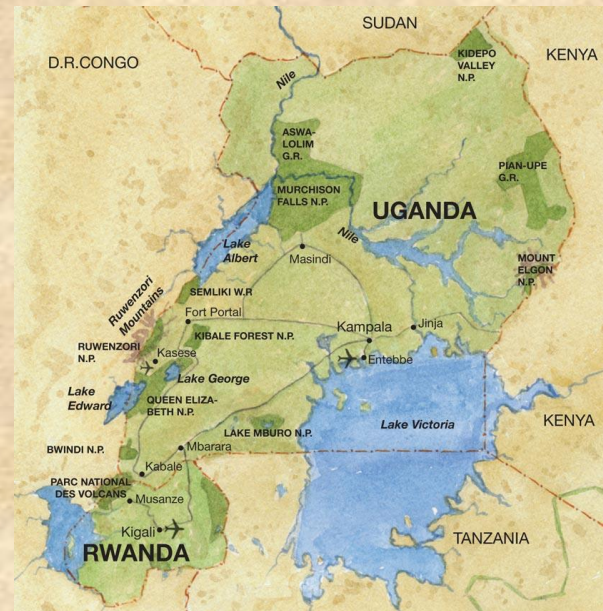 SUDAN
D.R.CONGO
KIDEPO
VALLEY
N.P.
KENYA
Nile
ASWA-
LOLIM
G.R.
PIAN-UPE
G.R.
MURCHISON
FALLS N.P.
UGANDA
Nile
Lake
Albert
Masindi
MOUNT
ELGON
N.P.
Ruwenzori
Mountains
SEMLIKI W.R
Fort Portal
KIBALE FOREST N.P.
Kampala
Jinja
RUWENZORI
N.P.
Kasese
Entebbe
Lake George
Lake
Edward
QUEEN ELIZA-
BETH N.P.
LAKE MBURO N.P.
Lake Victoria
KENYA
BWINDI N.P.
Mbarara
Kabale
PARC NATIONAL
DES VOLCANS
Musanze
Kigali
RWANDA
TANZANIA